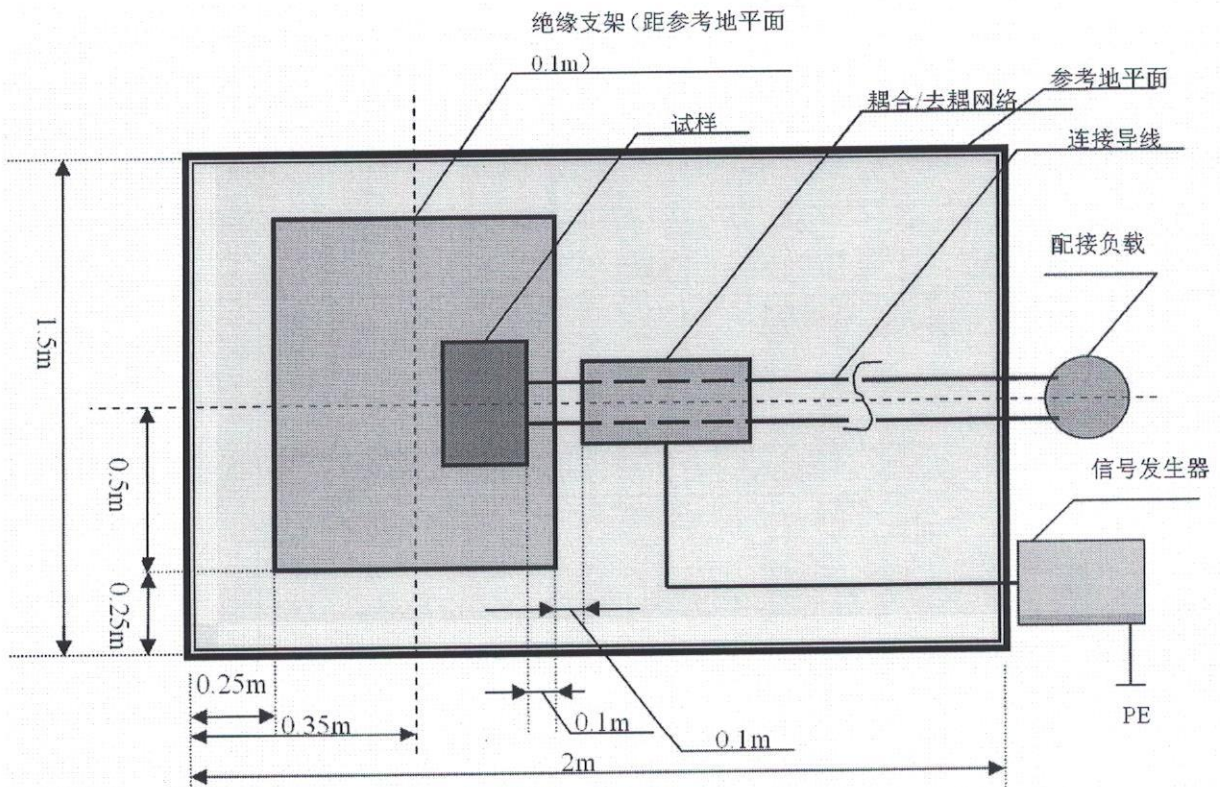 绝缘支架（距参考地平面
0.1m）
参考地平面
耦合/去耦网络
试样
连接导线
配接负载
1.5m
0.5m
信号发生器
0.25m
0.25m
0.35m
0.1m
0.1m
PE
2m